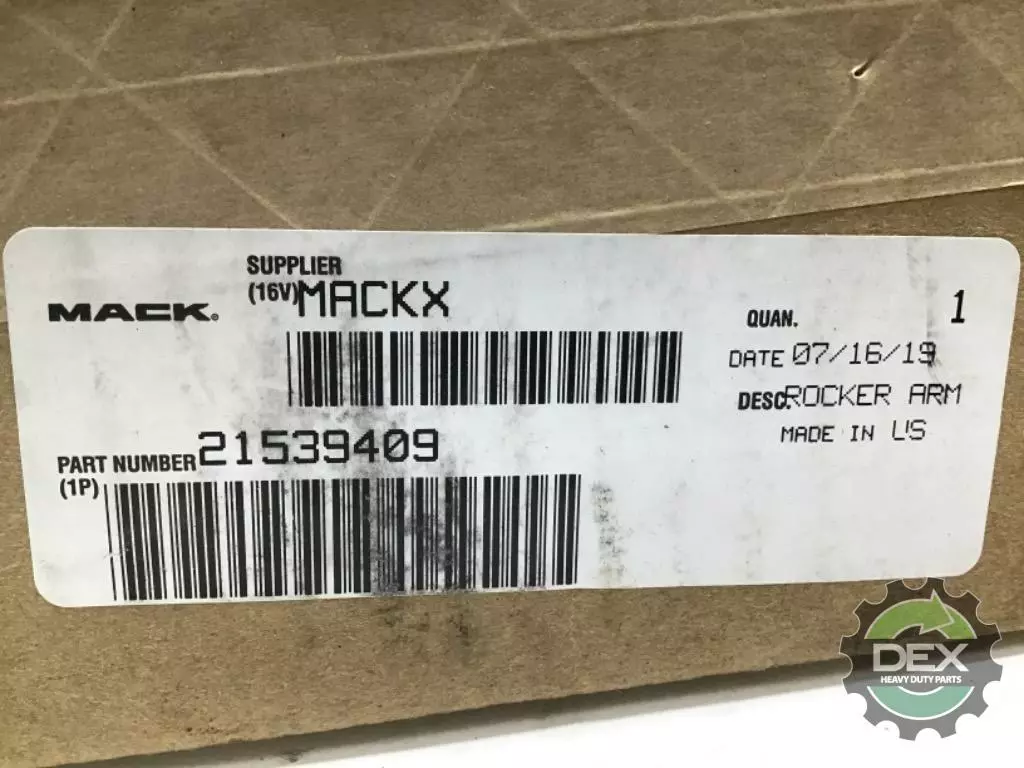 MACK®
SUPPLIER
(16V) MACKX
QUAN. 1
DATE 07/16/19
DESC. ROCKER ARM
MADE IN US
PART NUMBER 21539409
(1P)
DEX
HEAVY DUTY PARTS